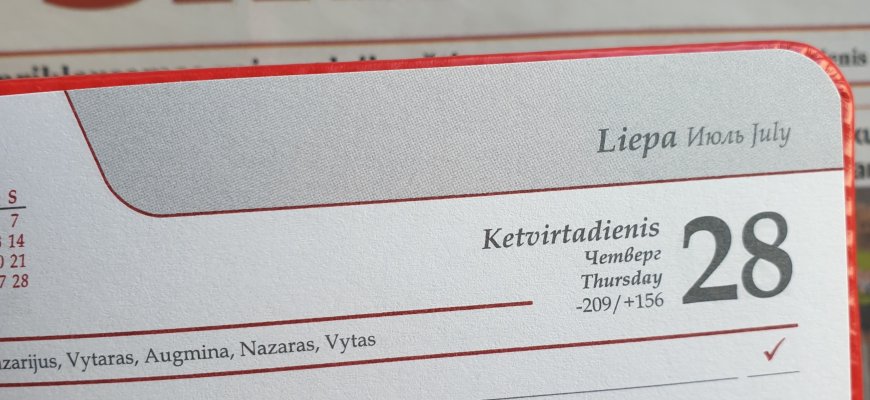 Liepa Июль July
S
7
14
21
28
Ketvirtadienis
Четверг
Thursday
-209/+156
28
Vytaras, Augmina, Nazaras, Vytas